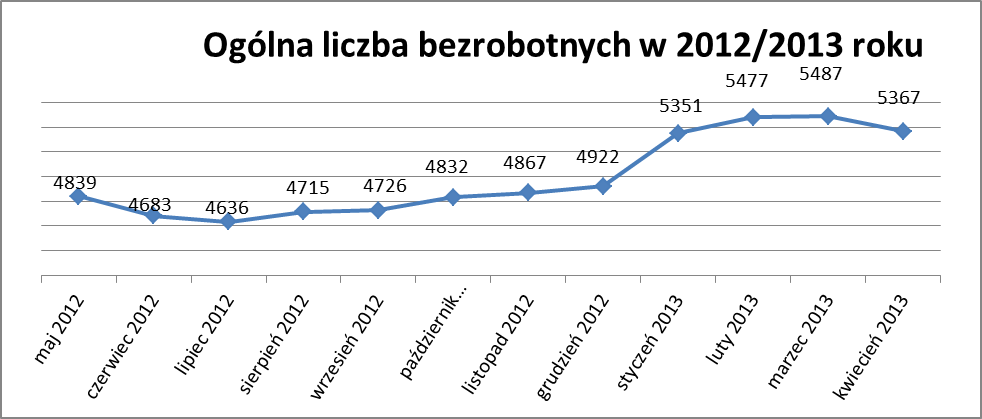 Ogólna liczba bezrobotnych w 2012/2013 roku
4839
4683
4636
4715
4726
4832
4867
4922
5351
5477
5487
5367
maj 2012
czerwiec 2012
lipiec 2012
sierpień 2012
wrzesień 2012
październik...
listopad 2012
grudzień 2012
styczeń 2013
luty 2013
marzec 2013
kwiecień 2013